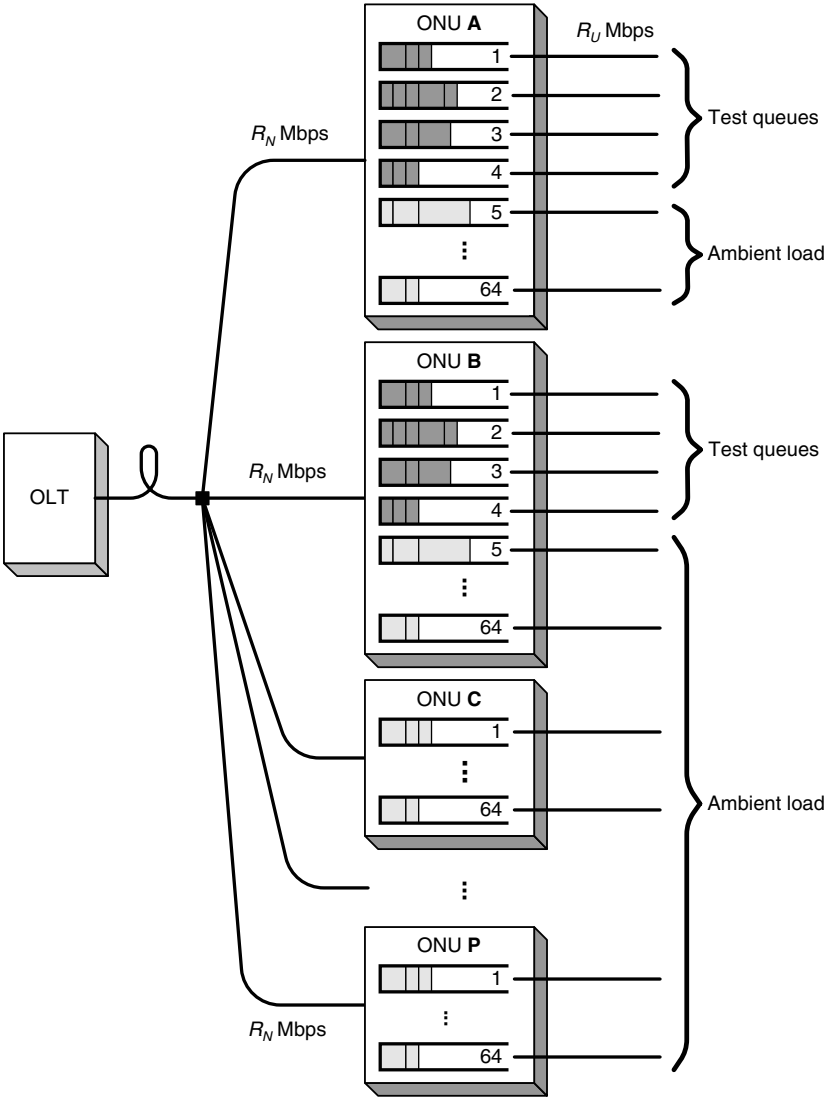 ONU A
R_U Mbps
1
2
3
4
5
⋮
64
Test queues
Ambient load
R_N Mbps
ONU B
1
2
3
4
5
⋮
64
Test queues
R_N Mbps
OLT
ONU C
1
⋮
64
Ambient load
⋮
ONU P
1
⋮
64
R_N Mbps